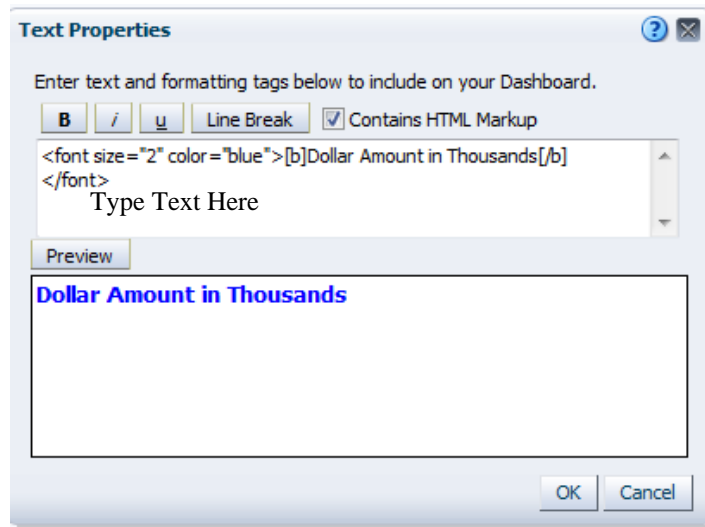 Text Properties
Enter text and formatting tags below to include on your Dashboard.
B i u Line Break Contains HTML Markup
<font size="2" color="blue">[b]Dollar Amount in Thousands[/b]
</font>
Type Text Here
Preview
Dollar Amount in Thousands
OK Cancel